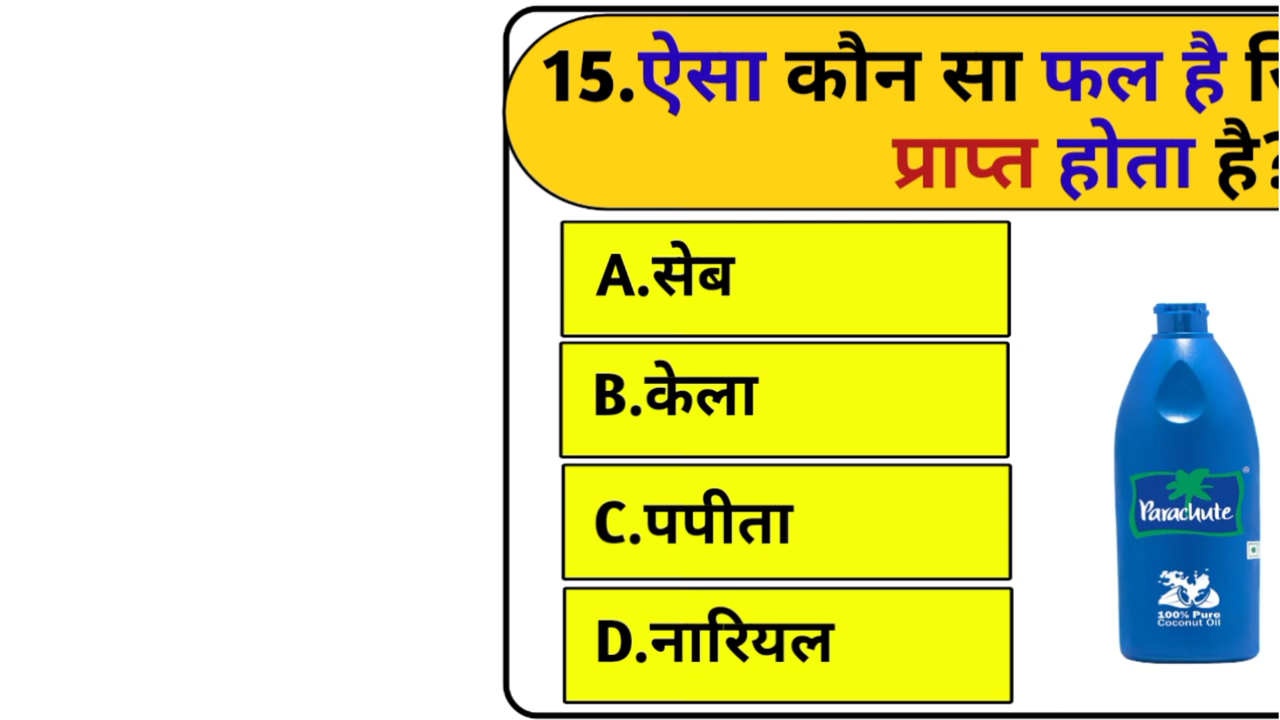 15.ऐसा कौन सा फल है
प्राप्त होता है?
A.सेब
B.केला
C.पपीता
D.नारियल
Parachute
®
100% Pure
Coconut Oil